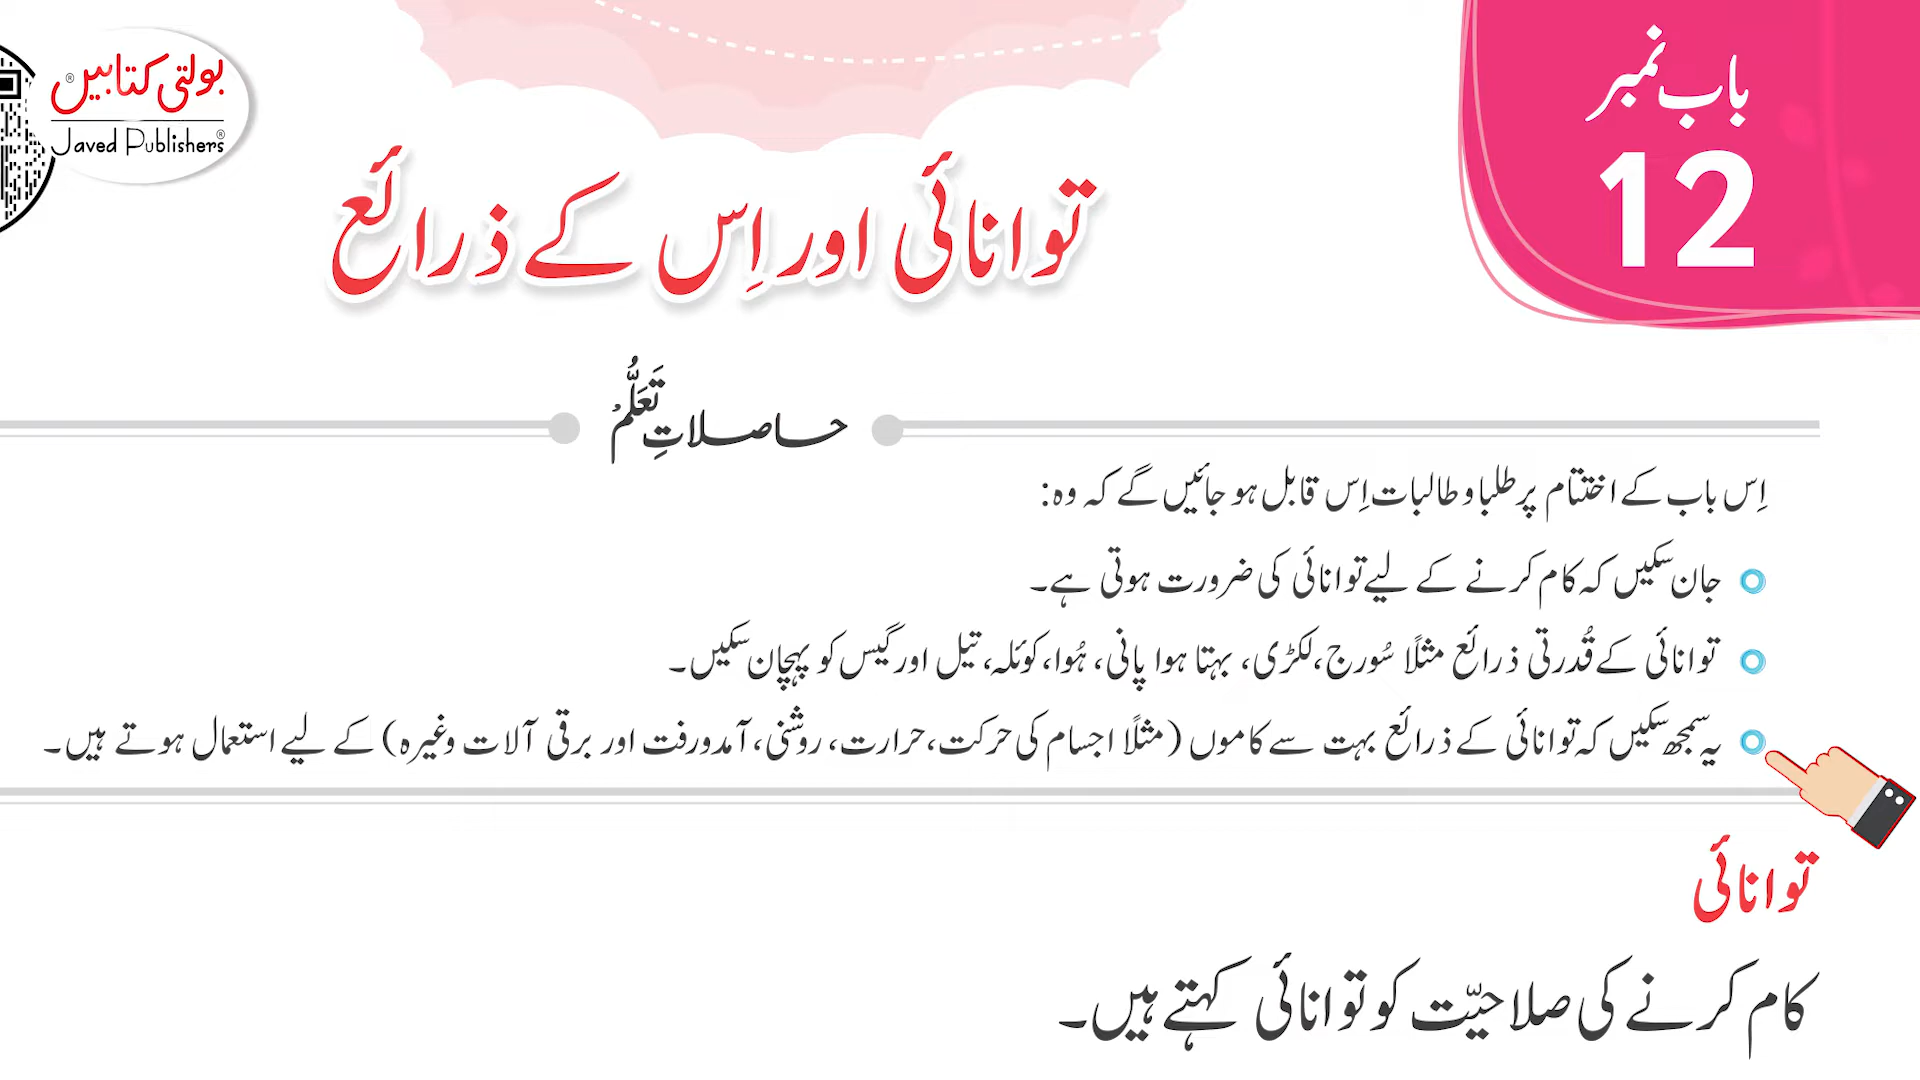 بولتی کتابیں®
Javed Publishers®
باب نمبر
12
توانائی اور اِس کے ذرائع
حاصلاتِ تَعَلُّم
اِس باب کے اختتام پر طلبا و طالبات اِس قابل ہو جائیں گے کہ وہ:
جان سکیں کہ کام کرنے کے لیے توانائی کی ضرورت ہوتی ہے۔
توانائی کے قُدرتی ذرائع مثلاً سُورج، لکڑی، بہتا ہوا پانی، ہُوا، کوئلہ، تیل اور گیس کو پہچان سکیں۔
یہ سمجھ سکیں کہ توانائی کے ذرائع بہت سے کاموں (مثلاً اجسام کی حرکت، حرارت، روشنی، آمدورفت اور برقی آلات وغیرہ) کے لیے استعمال ہوتے ہیں۔
توانائی
کام کرنے کی صلاحیّت کو توانائی کہتے ہیں۔